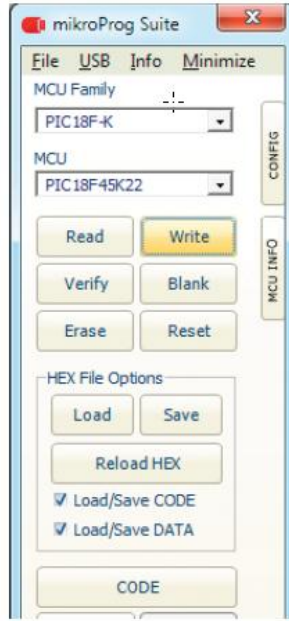 mikroProg Suite
File USB Info Minimize
MCU Family
PIC18F-K
MCU
PIC18F45K22
CONFIG
MCU INFO
Read Write
Verify Blank
Erase Reset
HEX File Options
Load Save
Reload HEX
Load/Save CODE
Load/Save DATA
CODE